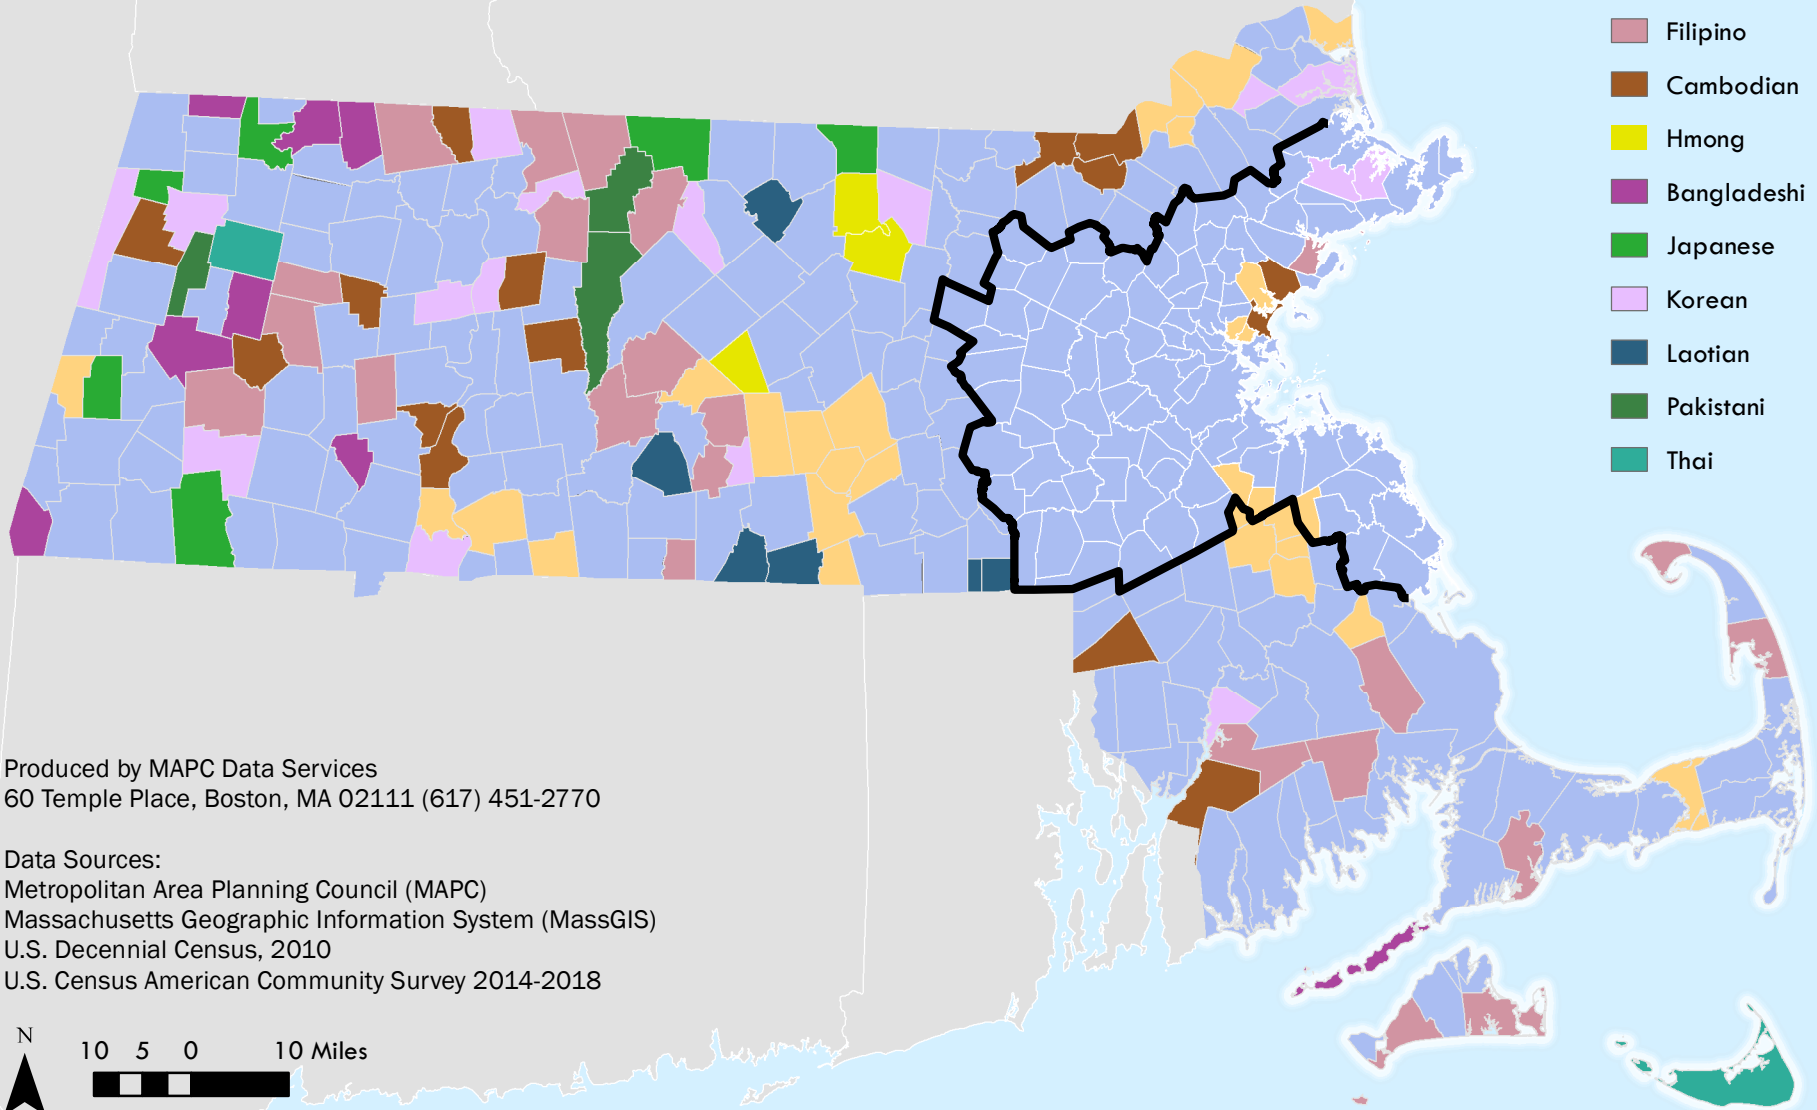 Filipino
Cambodian
Hmong
Bangladeshi
Japanese
Korean
Laotian
Pakistani
Thai
Produced by MAPC Data Services
60 Temple Place, Boston, MA 02111 (617) 451-2770
Data Sources:
Metropolitan Area Planning Council (MAPC)
Massachusetts Geographic Information System (MassGIS)
U.S. Decennial Census, 2010
U.S. Census American Community Survey 2014-2018
N
10 5 0 10 Miles